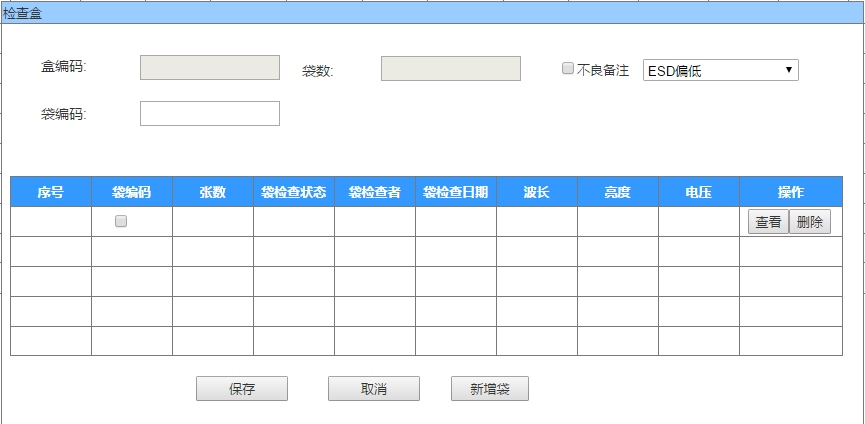 检查盒
盒编码: 袋数: 不良备注 ESD偏低
袋编码:
序号 袋编码 张数 袋检查状态 袋检查者 袋检查日期 波长 亮度 电压 操作
查看 删除
保存 取消 新增袋